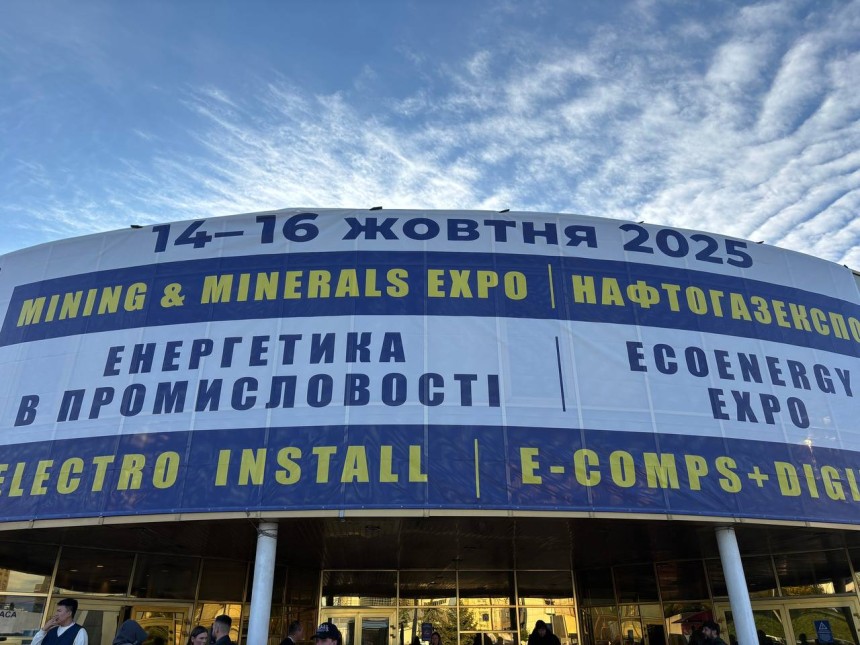 14–16 ЖОВТНЯ 2025
MINING & MINERALS EXPO | НАФТОГАЗЕКСПО
ЕНЕРГЕТИКА
В ПРОМИСЛОВОСТІ
ECOENERGY
EXPO
ELECTRO INSTALL | E-COMPS+DIGI